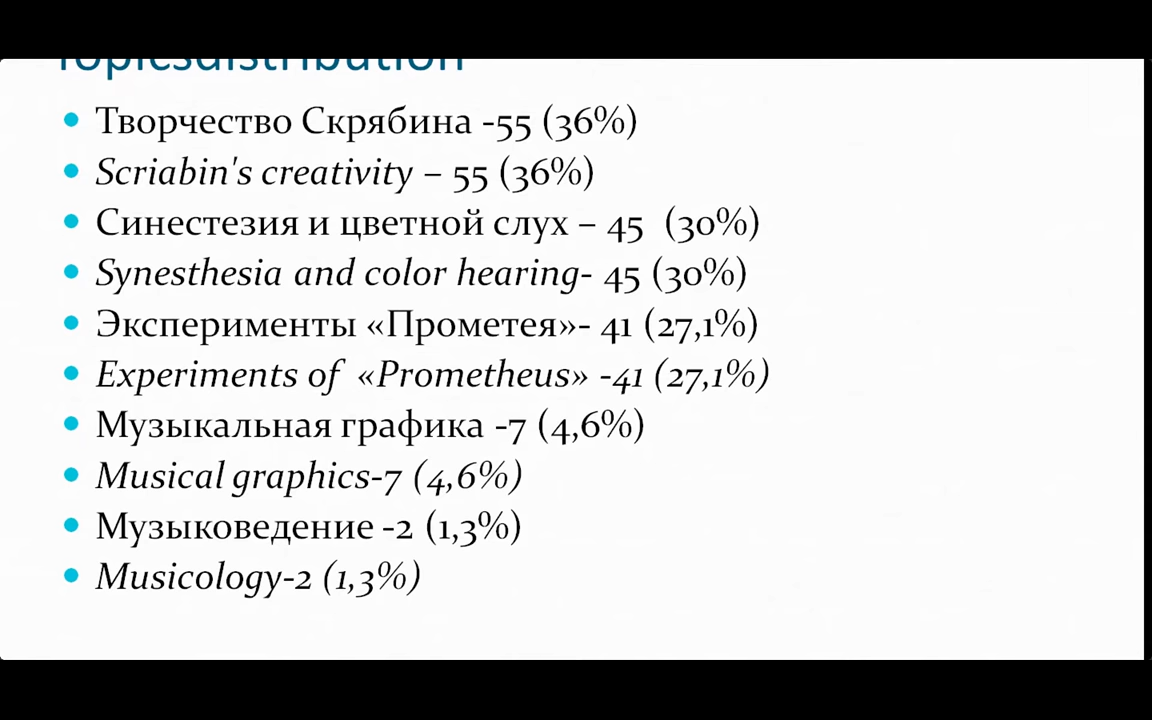 Topicsdistribution
Творчество Скрябина -55 (36%)
Scriabin's creativity – 55 (36%)
Синестезия и цветной слух – 45 (30%)
Synesthesia and color hearing- 45 (30%)
Эксперименты «Прометея»- 41 (27,1%)
Experiments of «Prometheus» -41 (27,1%)
Музыкальная графика -7 (4,6%)
Musical graphics-7 (4,6%)
Музыковедение -2 (1,3%)
Musicology-2 (1,3%)